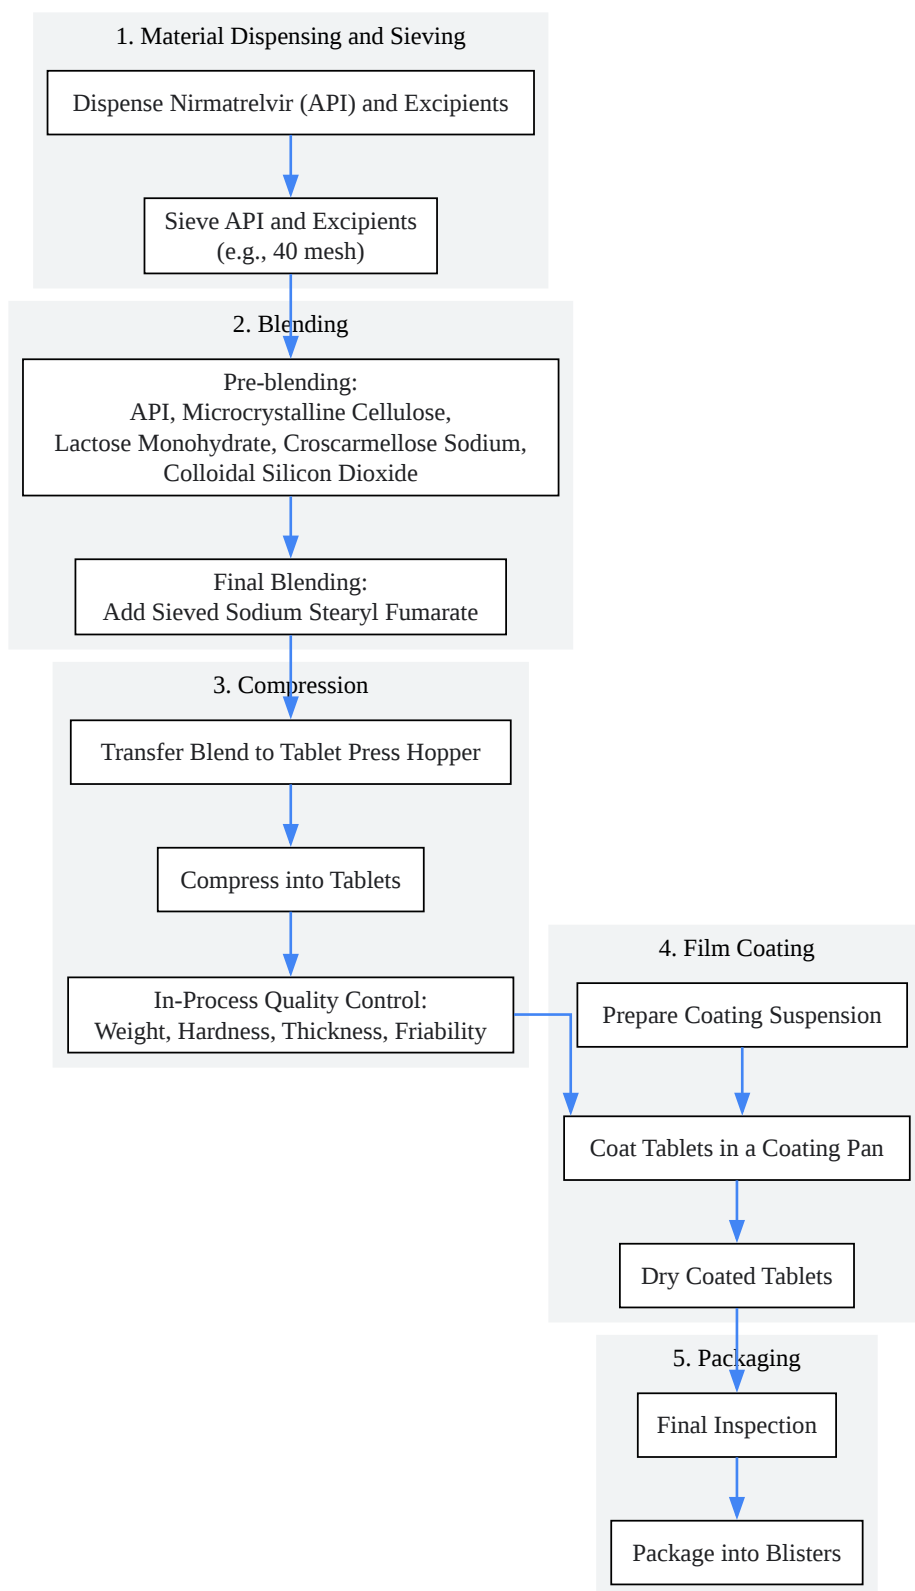 1. Material Dispensing and Sieving
Dispense Nirmatrelvir (API) and Excipients
Sieve API and Excipients
(e.g., 40 mesh)
2. Blending
Pre-blending:
API, Microcrystalline Cellulose,
Lactose Monohydrate, Croscarmellose Sodium,
Colloidal Silicon Dioxide
Final Blending:
Add Sieved Sodium Stearyl Fumarate
3. Compression
Transfer Blend to Tablet Press Hopper
Compress into Tablets
In-Process Quality Control:
Weight, Hardness, Thickness, Friability
4. Film Coating
Prepare Coating Suspension
Coat Tablets in a Coating Pan
Dry Coated Tablets
5. Packaging
Final Inspection
Package into Blisters